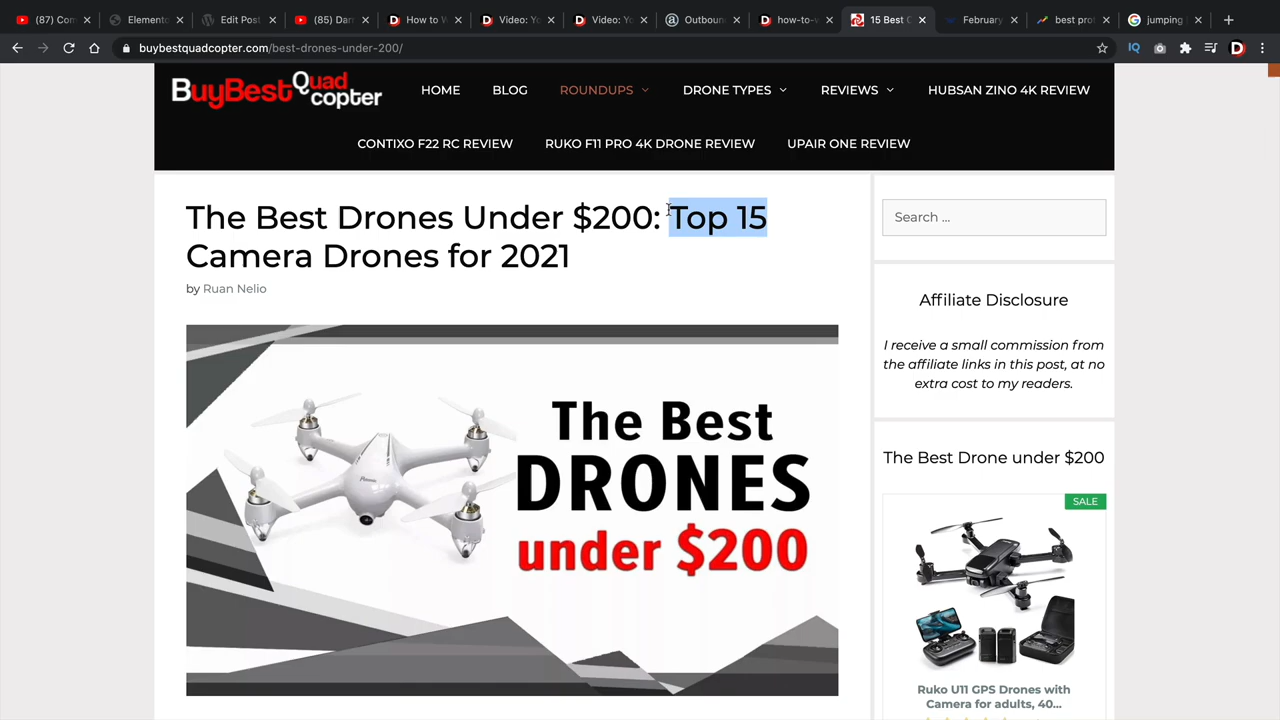 (87) E
Elemento
Edit Post
(85) Dar
How to W
Video: Yo
Video: Yo
Outboun
how-to-v
15 Best C
February
best prot
jumping
buybestquadcopter.com/best-drones-under-200/
BuyBestQuadcopter
HOME
BLOG
ROUNDUPS
DRONE TYPES
REVIEWS
HUBSAN ZINO 4K REVIEW
CONTIXO F22 RC REVIEW
RUKO F11 PRO 4K DRONE REVIEW
UPAIR ONE REVIEW
The Best Drones Under $200: Top 15
Camera Drones for 2021
by Ruan Nelio
The Best
DRONES
under $200
Search ...
Affiliate Disclosure
I receive a small commission from
the affiliate links in this post, at no
extra cost to my readers.
The Best Drone under $200
SALE
Ruko U11 GPS Drones with
Camera for adults, 40...